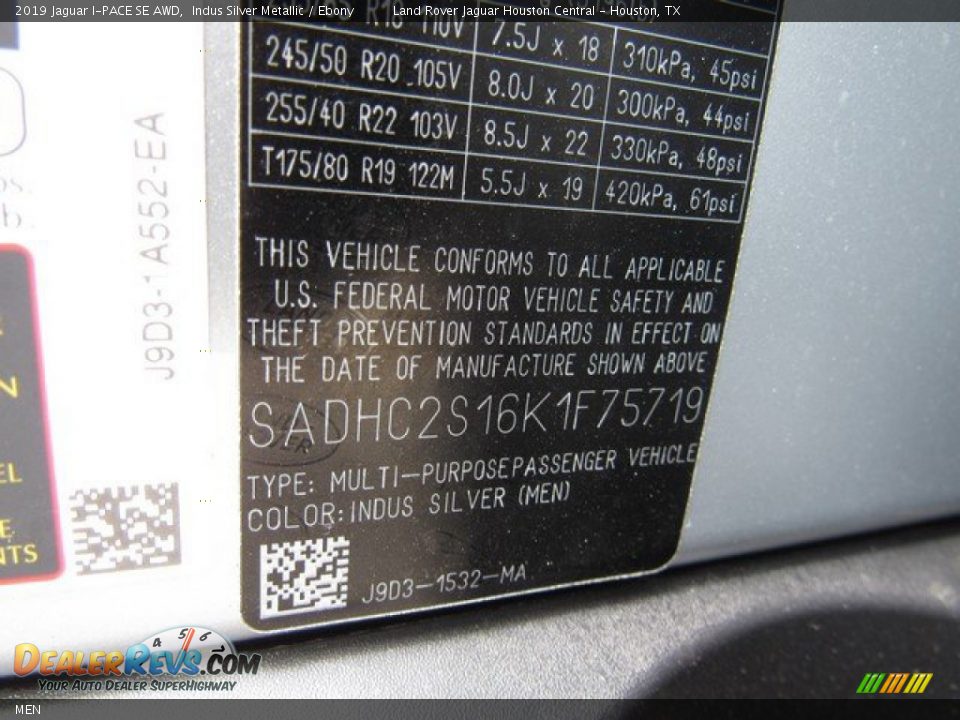 2019 Jaguar I-PACE SE AWD, Indus Silver Metallic / Ebony Land Rover Jaguar Houston Central - Houston, TX
R18 110V 7.5J x 18 310kPa, 45psi
245/50 R20 105V 8.0J x 20 300kPa, 44psi
255/40 R22 103V 8.5J x 22 330kPa, 48psi
T175/80 R19 122M 5.5J x 19 420kPa, 61psi
J9D3-1A552-EA
THIS VEHICLE CONFORMS TO ALL APPLICABLE
U.S. FEDERAL MOTOR VEHICLE SAFETY AND
THEFT PREVENTION STANDARDS IN EFFECT ON
THE DATE OF MANUFACTURE SHOWN ABOVE
SADHC2S16K1F75719
TYPE: MULTI-PURPOSE PASSENGER VEHICLE
COLOR: INDUS SILVER (MEN)
J9D3-1532-MA
DealerRevs.com
Your Auto Dealer SuperHighway
MEN